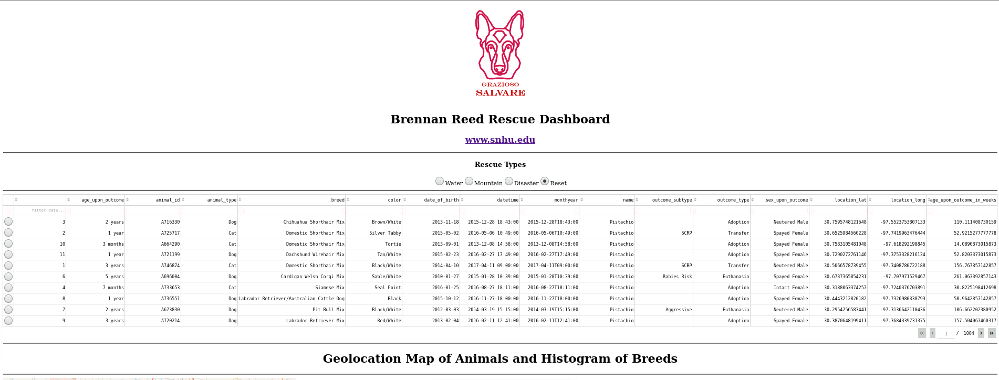 GRAZIOSO
SALVARE
Brennan Reed Rescue Dashboard
www.snhu.edu
Rescue Types
Water Mountain Disaster Reset
age_upon_outcome animal_id animal_type breed color date_of_birth datetime monthyear name outcome_subtype outcome_type sex_upon_outcome location_lat location_long age_upon_outcome_in_weeks
filter data...
3 2 years A716330 Dog Chihuahua Shorthair Mix Brown/White 2013-11-18 2015-12-28 18:43:00 2015-12-28T18:43:00 Pistachio Adoption Neutered Male 30.7595748121648 -97.5523753807133 110.111408730159
2 1 year A725717 Cat Domestic Shorthair Mix Silver Tabby 2015-05-02 2016-05-06 10:49:00 2016-05-06T10:49:00 Pistachio SCRP Transfer Spayed Female 30.6525984560228 -97.7419963476444 52.9215277777778
10 3 months A664290 Cat Domestic Shorthair Mix Tortie 2013-09-01 2013-12-08 14:58:00 2013-12-08T14:58:00 Pistachio Adoption Spayed Female 30.7583105481048 -97.618292198845 14.0890873015873
11 1 year A721199 Dog Dachshund Wirehair Mix Tan/White 2015-02-23 2016-02-27 17:49:00 2016-02-27T17:49:00 Pistachio Adoption Spayed Female 30.7290272761146 -97.3753328216134 52.8203373015873
1 3 years A746874 Cat Domestic Shorthair Mix Black/White 2014-04-10 2017-04-11 09:00:00 2017-04-11T09:00:00 Pistachio SCRP Transfer Neutered Male 30.5066578739455 -97.3408780722188 156.767857142857
6 5 years A696004 Dog Cardigan Welsh Corgi Mix Sable/White 2010-01-27 2015-01-28 10:39:00 2015-01-28T10:39:00 Pistachio Rabies Risk Euthanasia Spayed Female 30.6737365854231 -97.707971529467 261.063392857143
4 7 months A733653 Cat Siamese Mix Seal Point 2016-01-25 2016-08-27 18:11:00 2016-08-27T18:11:00 Pistachio Adoption Intact Female 30.3188063374257 -97.7240376703891 30.8225198412698
8 1 year A736551 Dog Labrador Retriever/Australian Cattle Dog Black 2015-10-12 2016-11-27 18:00:00 2016-11-27T18:00:00 Pistachio Adoption Spayed Female 30.4443212820182 -97.7326980338793 58.9642857142857
7 2 years A673830 Dog Pit Bull Mix Black/White 2012-03-03 2014-03-19 15:15:00 2014-03-19T15:15:00 Pistachio Aggressive Euthanasia Neutered Male 30.2954256583441 -97.3136642110436 106.662202380952
9 3 years A720214 Dog Labrador Retriever Mix Red/White 2013-02-04 2016-02-11 12:41:00 2016-02-11T12:41:00 Pistachio Adoption Spayed Female 30.3870648199411 -97.3684339731375 157.504067460317
« ‹ 1 / 1004 › »
Geolocation Map of Animals and Histogram of Breeds